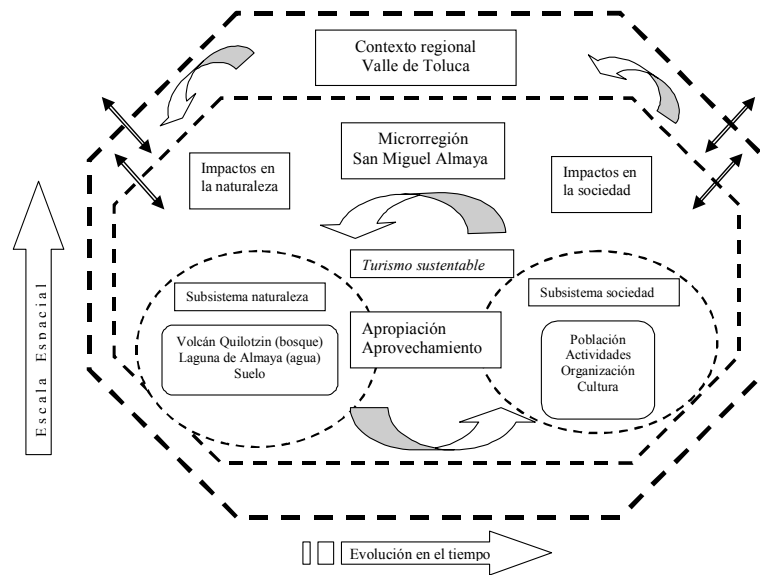 Contexto regional
Valle de Toluca
Microrregión
San Miguel Almaya
Impactos en
la naturaleza
Impactos en
la sociedad
Turismo sustentable
Subsistema naturaleza
Subsistema sociedad
Volcán Quilotzin (bosque)
Laguna de Almaya (agua)
Suelo
Apropiación
Aprovechamiento
Población
Actividades
Organización
Cultura
Escala Espacial
Evolución en el tiempo